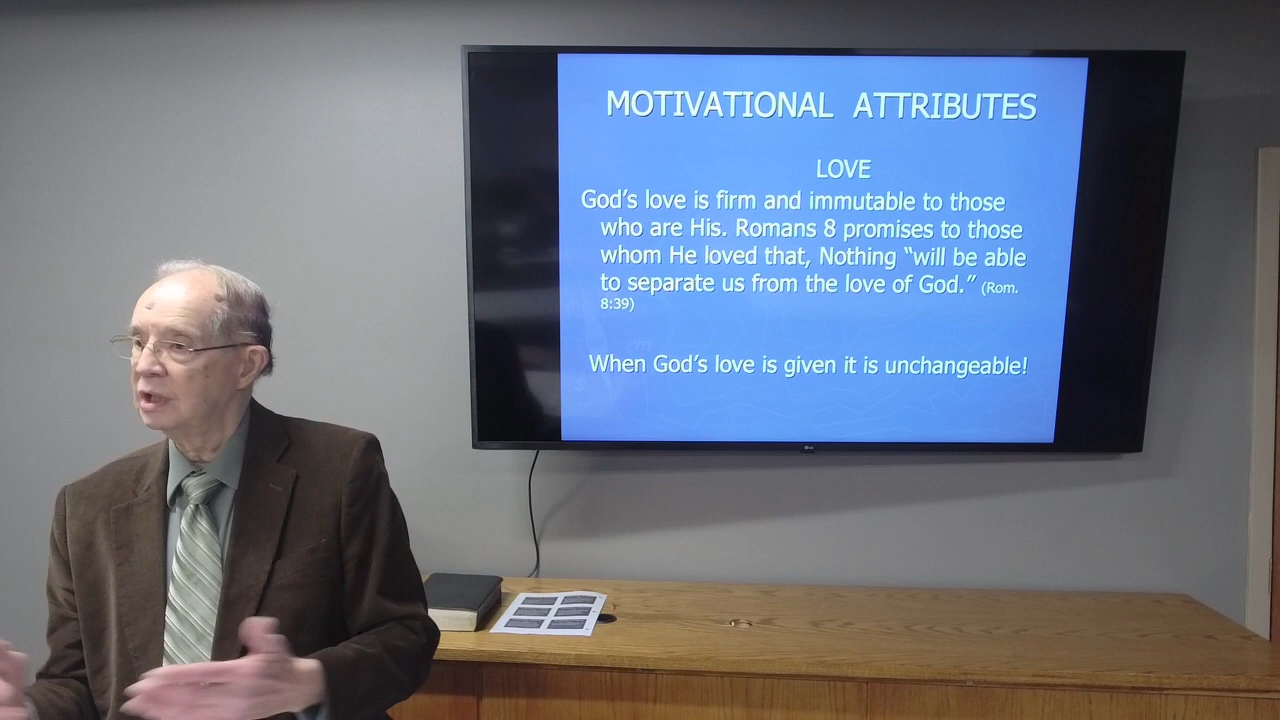 MOTIVATIONAL ATTRIBUTES
LOVE
God's love is firm and immutable to those
who are His. Romans 8 promises to those
whom He loved that, Nothing “will be able
to separate us from the love of God.” (Rom.
8:39)
When God's love is given it is unchangeable!
LG